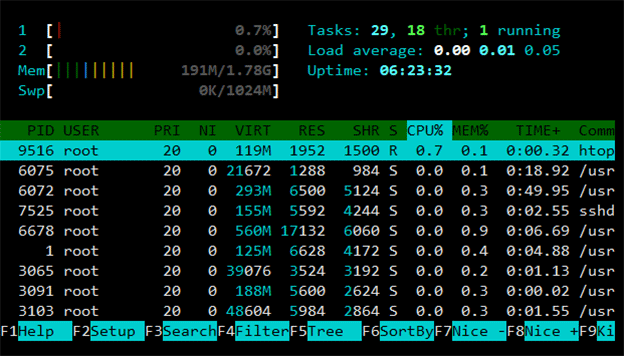 1 [| 0.7%] Tasks: 29, 18 thr; 1 running
2 [ 0.0%] Load average: 0.00 0.01 0.05
Mem[||||||||||| 191M/1.78G] Uptime: 06:23:32
Swp[ 0K/1024M]
PID USER PRI NI VIRT RES SHR S CPU% MEM% TIME+ Comm
9516 root 20 0 119M 1952 1500 R 0.7 0.1 0:00.32 htop
6075 root 20 0 21672 1288 984 S 0.0 0.1 0:18.92 /usr
6072 root 20 0 293M 6500 5124 S 0.0 0.3 0:49.95 /usr
7525 root 20 0 155M 5592 4244 S 0.0 0.3 0:02.55 sshd
6678 root 20 0 560M 17132 6060 S 0.0 0.9 0:06.69 /usr
1 root 20 0 125M 6628 4172 S 0.0 0.4 0:04.88 /usr
3065 root 20 0 39076 3524 3192 S 0.0 0.2 0:01.13 /usr
3091 root 20 0 188M 5600 2624 S 0.0 0.3 0:00.02 /usr
3103 root 20 0 48604 5984 2864 S 0.0 0.3 0:01.55 /usr
F1Help F2Setup F3SearchF4FilterF5Tree F6SortByF7Nice -F8Nice +F9Ki